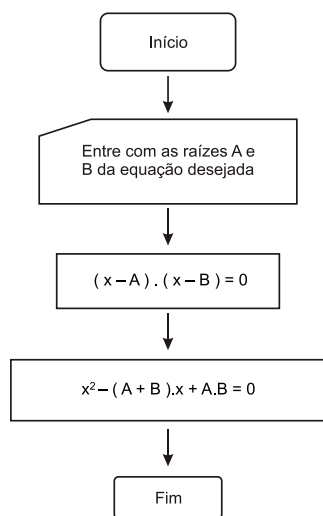 Início
Entre com as raízes A e
B da equação desejada
( x – A ) . ( x – B ) = 0
x² – ( A + B ).x + A.B = 0
Fim